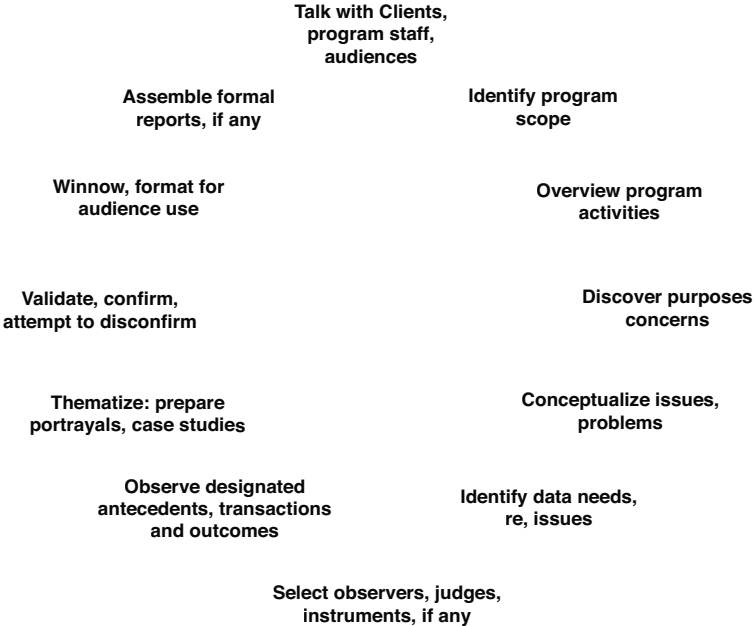 Talk with Clients,
program staff,
audiences
Identify program
scope
Overview program
activities
Discover purposes
concerns
Conceptualize issues,
problems
Identify data needs,
re, issues
Select observers, judges,
instruments, if any
Observe designated
antecedents, transactions
and outcomes
Thematize: prepare
portrayals, case studies
Validate, confirm,
attempt to disconfirm
Winnow, format for
audience use
Assemble formal
reports, if any